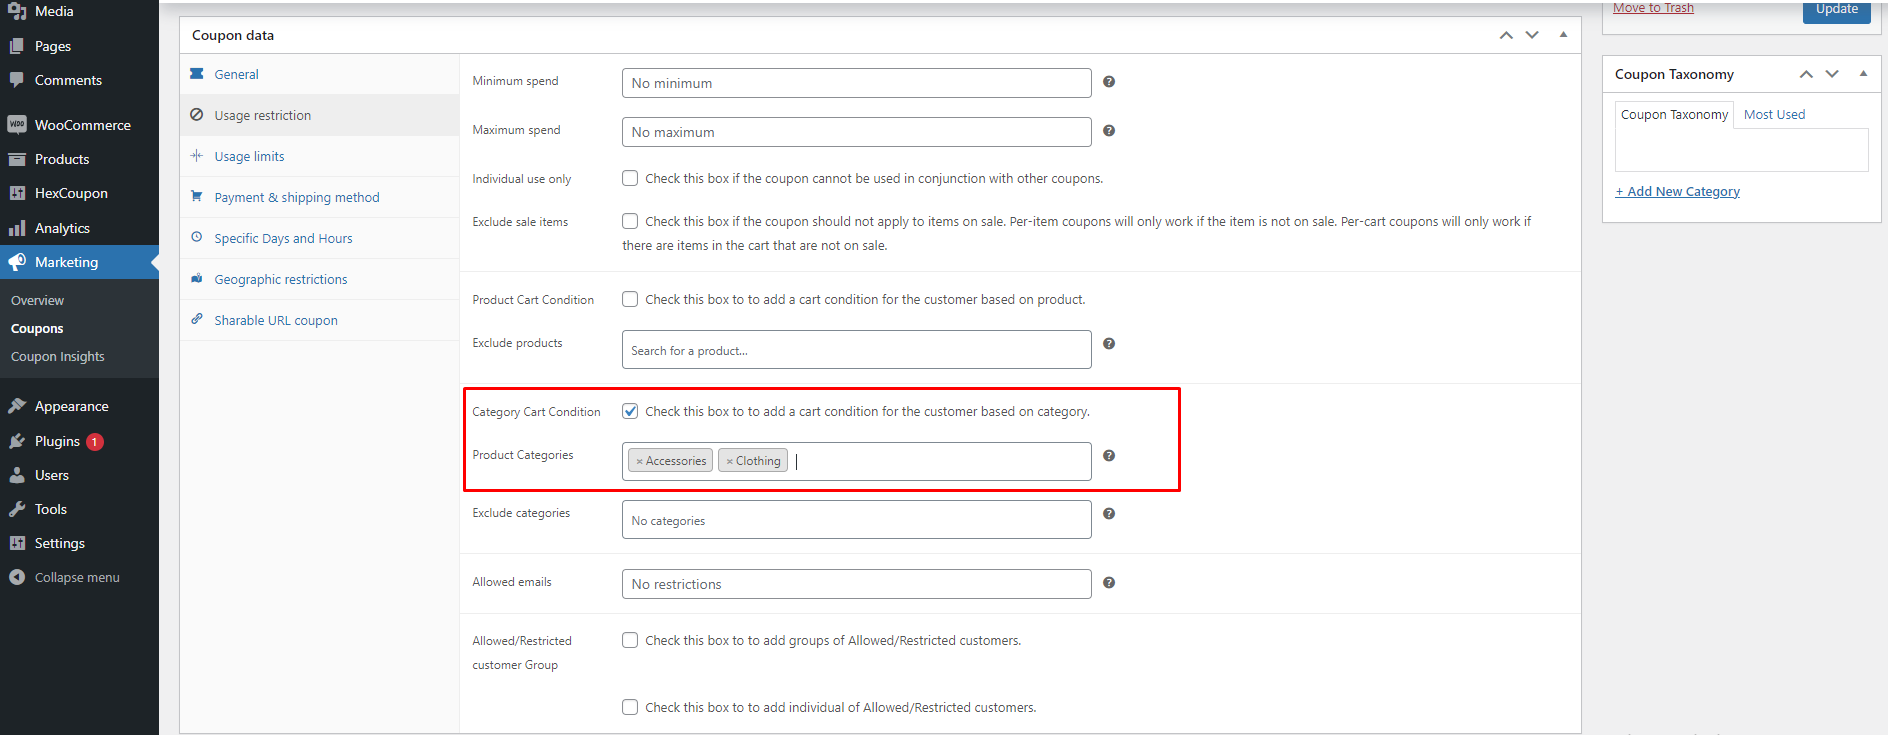 Media
Pages
Comments
WooCommerce
Products
HexCoupon
Analytics
Marketing
Overview
Coupons
Coupon Insights
Appearance
Plugins 1
Users
Tools
Settings
Collapse menu
Coupon data
General
Usage restriction
Usage limits
Payment & shipping method
Specific Days and Hours
Geographic restrictions
Sharable URL coupon
Minimum spend No minimum ?
Maximum spend No maximum ?
Individual use only Check this box if the coupon cannot be used in conjunction with other coupons.
Exclude sale items Check this box if the coupon should not apply to items on sale. Per-item coupons will only work if the item is not on sale. Per-cart coupons will only work if
there are items in the cart that are not on sale.
Product Cart Condition Check this box to to add a cart condition for the customer based on product.
Exclude products Search for a product... ?
Category Cart Condition Check this box to to add a cart condition for the customer based on category.
Product Categories × Accessories × Clothing ?
Exclude categories No categories ?
Allowed emails No restrictions ?
Allowed/Restricted Check this box to to add groups of Allowed/Restricted customers.
customer Group
Check this box to to add individual of Allowed/Restricted customers.
Move to Trash Update
Coupon Taxonomy
Coupon Taxonomy Most Used
+ Add New Category